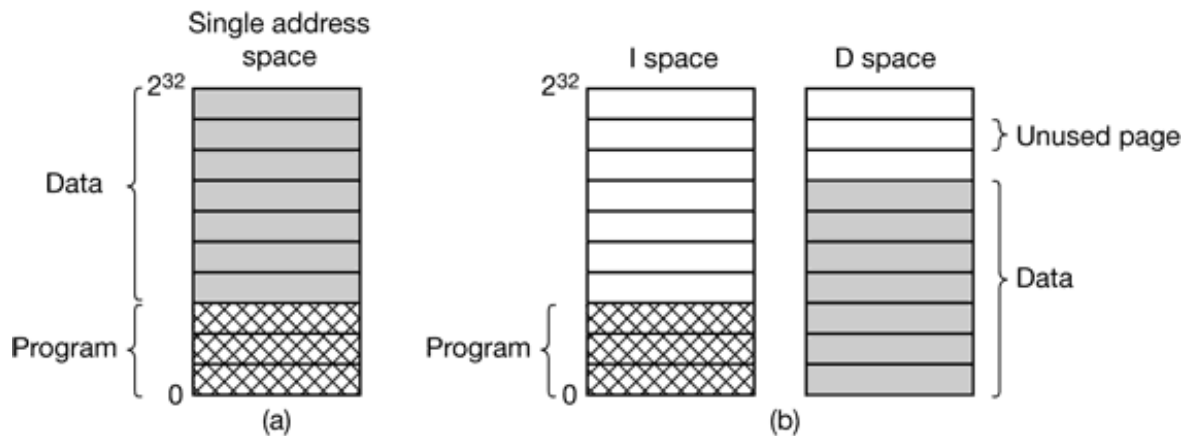 Single address
space
2³²
Data
Program
0
(a)
I space
D space
2³²
Unused page
Data
Program
0
(b)